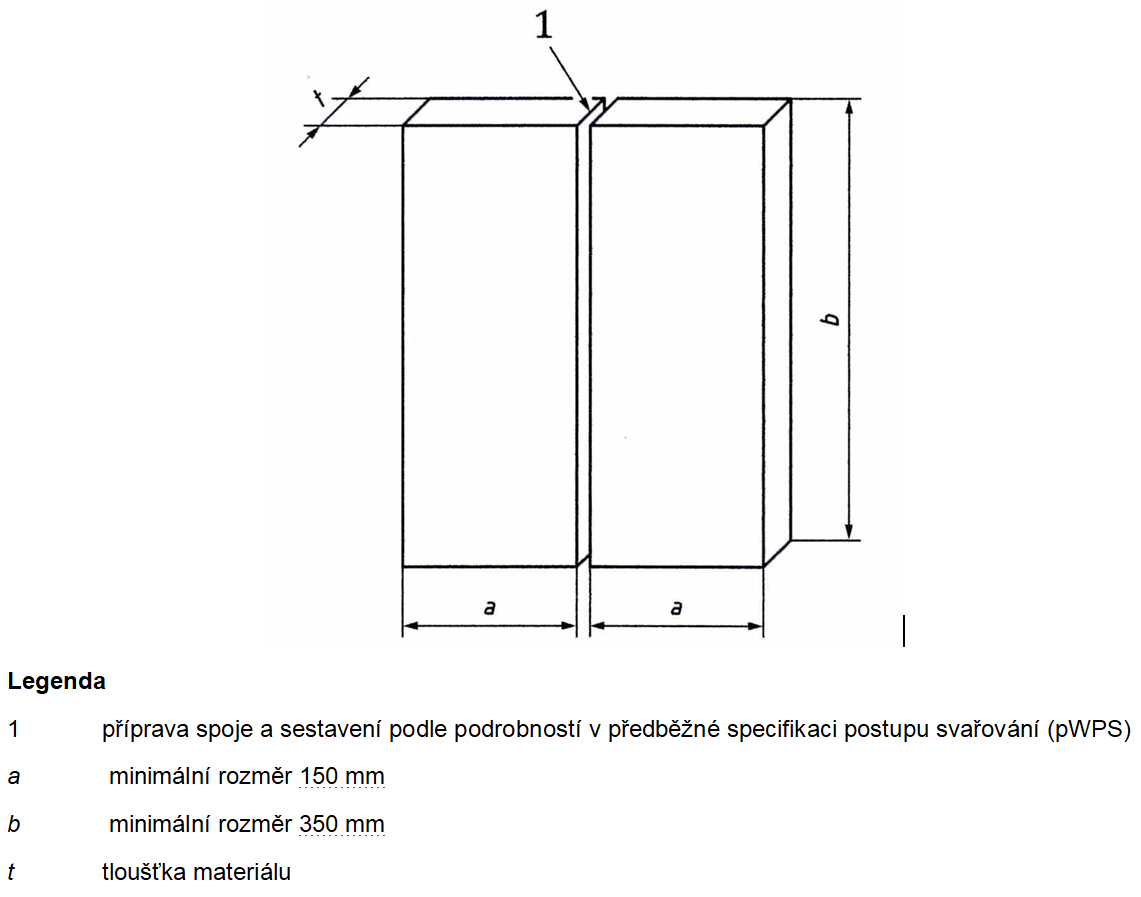 1
t
b
a a
Legenda
1 příprava spoje a sestavení podle podrobností v předběžné specifikaci postupu svařování (pWPS)
a minimální rozměr 150 mm
b minimální rozměr 350 mm
t tloušťka materiálu